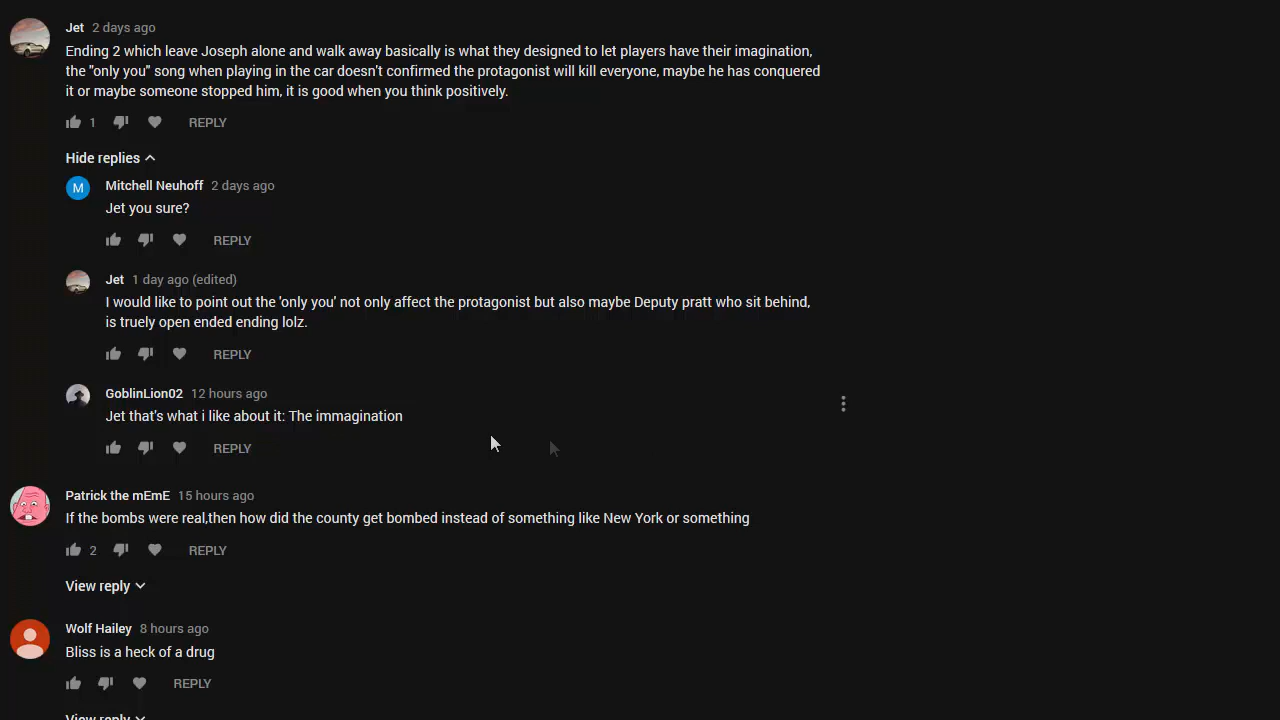 Jet 2 days ago
Ending 2 which leave Joseph alone and walk away basically is what they designed to let players have their imagination,
the "only you" song when playing in the car doesn't confirmed the protagonist will kill everyone, maybe he has conquered
it or maybe someone stopped him, it is good when you think positively.
1 REPLY
Hide replies
M Mitchell Neuhoff 2 days ago
Jet you sure?
REPLY
Jet 1 day ago (edited)
I would like to point out the 'only you' not only affect the protagonist but also maybe Deputy pratt who sit behind,
is truely open ended ending lolz.
REPLY
GoblinLion02 12 hours ago
Jet that's what i like about it: The immagination
REPLY
Patrick the mEmE 15 hours ago
If the bombs were real,then how did the county get bombed instead of something like New York or something
2 REPLY
View reply
Wolf Hailey 8 hours ago
Bliss is a heck of a drug
REPLY
View reply